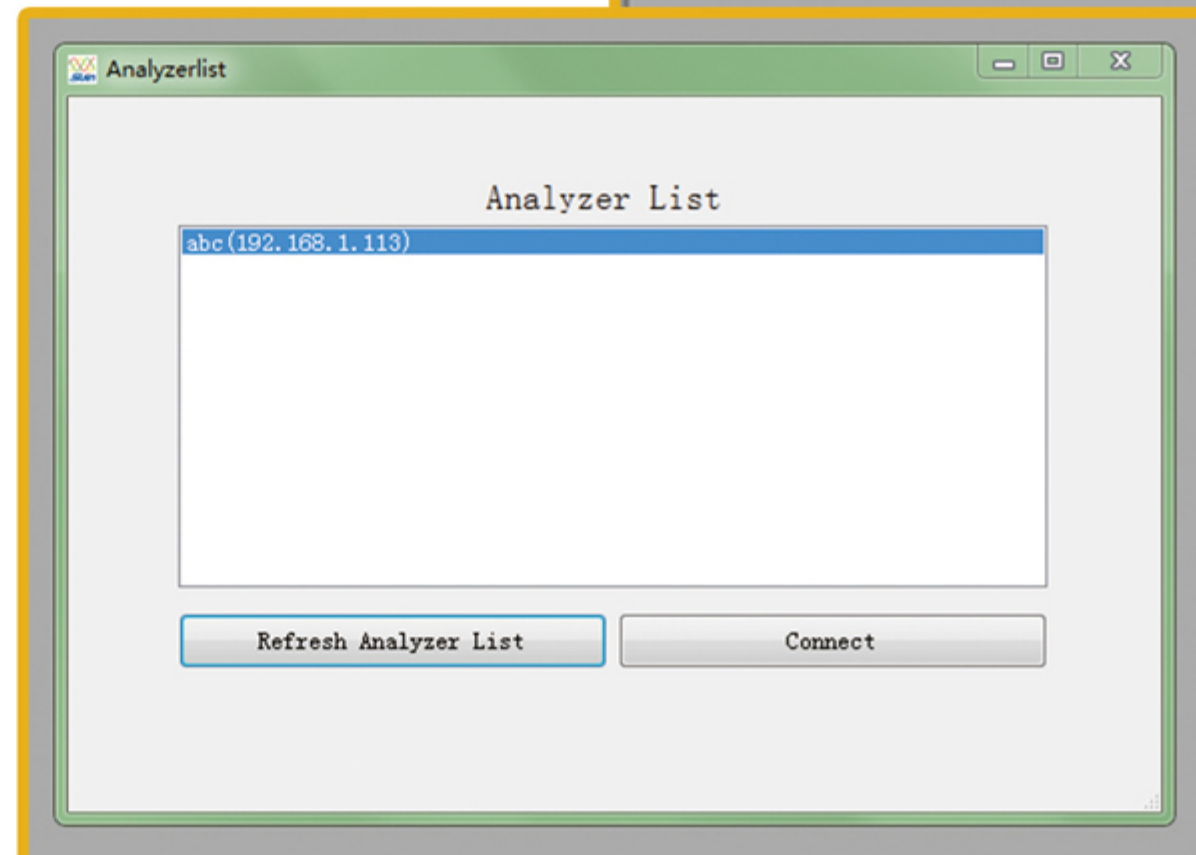 Analyzerlist
Analyzer List
abc(192.168.1.113)
Refresh Analyzer List
Connect